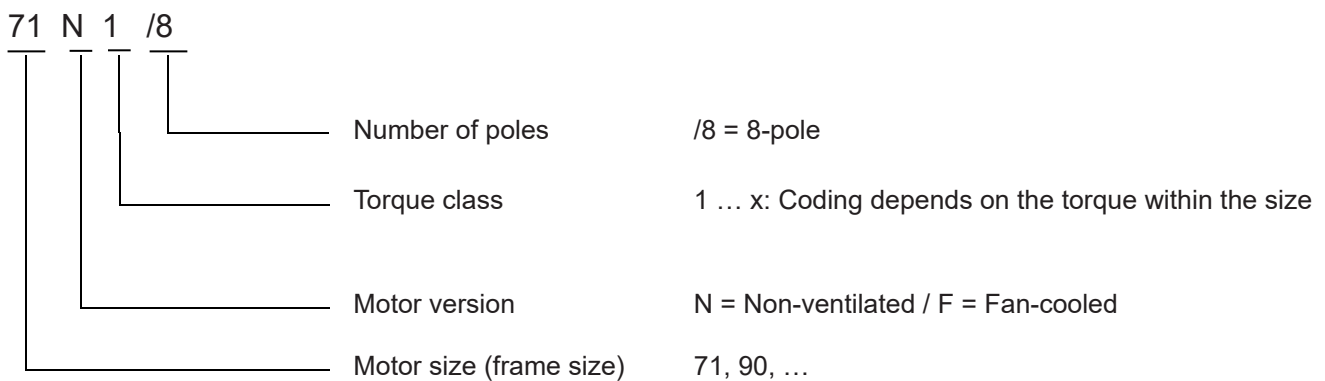 71 N 1 /8
Number of poles /8 = 8-pole
Torque class 1 … x: Coding depends on the torque within the size
Motor version N = Non-ventilated / F = Fan-cooled
Motor size (frame size) 71, 90, …